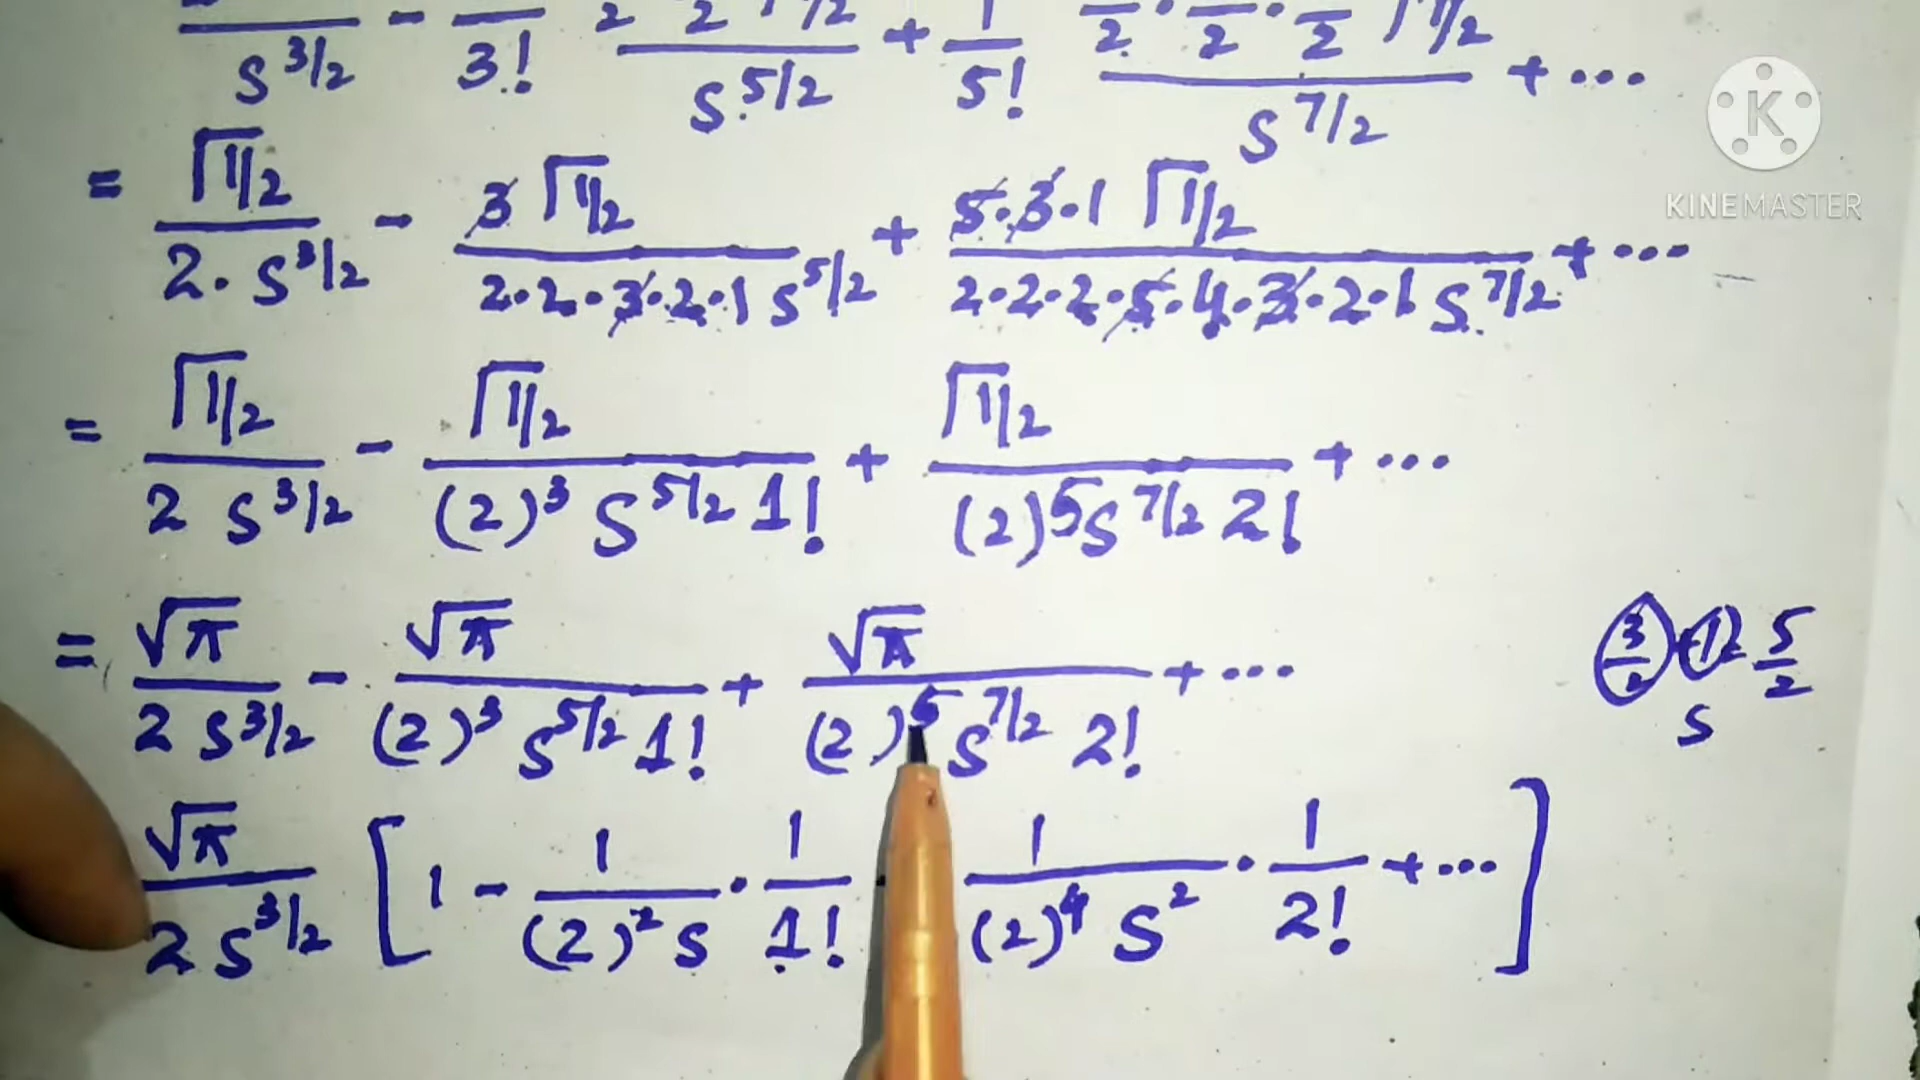 s^3/2 - 3! s^5/2 + 1/5! s^7/2 + ...
= Γ1/2 / 2·s^3/2 - 3 Γ1/2 / 2·2·3·2·1 s^5/2 + 5·3·1 Γ1/2 / 2·2·2·5·4·3·2·1 s^7/2 + ...
= Γ1/2 / 2 s^3/2 - Γ1/2 / (2)^3 s^5/2 1! + Γ1/2 / (2)^5 s^7/2 2! + ...
= √π / 2 s^3/2 - √π / (2)^3 s^5/2 1! + √π / (2)^5 s^7/2 2! + ...
√π / 2 s^3/2 [ 1 - 1 / (2)^2 s · 1 / 1! 1 / (2)^4 s^2 · 1 / 2! + ... ]
3/2 5/2
s
K
KINEMASTER